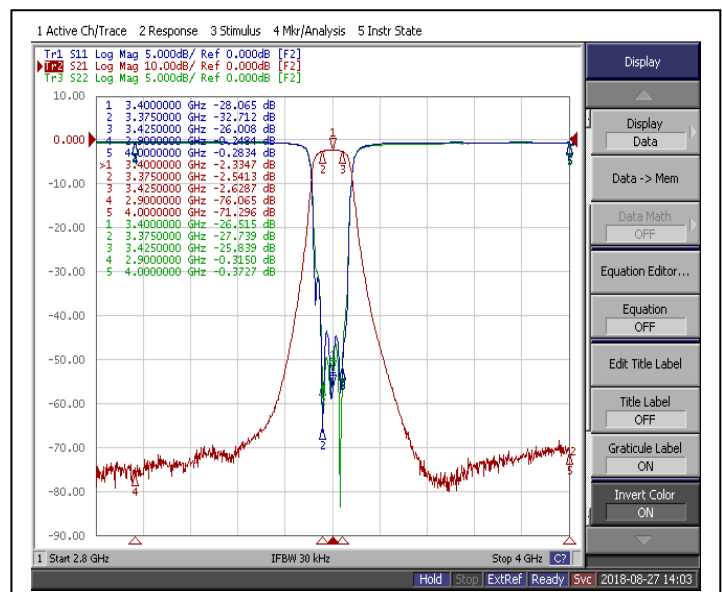 1 Active Ch/Trace 2 Response 3 Stimulus 4 Mkr/Analysis 5 Instr State
Tr1 S11 Log Mag 5.000dB/ Ref 0.000dB [F2]
Tr2 S21 Log Mag 10.00dB/ Ref 0.000dB [F2]
Tr3 S22 Log Mag 5.000dB/ Ref 0.000dB [F2]
10.00
0.000
-10.00
-20.00
-30.00
-40.00
-50.00
-60.00
-70.00
-80.00
-90.00
1 3.4000000 GHz -28.065 dB
2 3.3750000 GHz -32.712 dB
3 3.4250000 GHz -26.008 dB
4 2.9000000 GHz -0.2484 dB
5 4.0000000 GHz -0.2834 dB
>1 3.4000000 GHz -2.3347 dB
2 3.3750000 GHz -2.5413 dB
3 3.4250000 GHz -2.6287 dB
4 2.9000000 GHz -76.065 dB
5 4.0000000 GHz -71.296 dB
1 3.4000000 GHz -26.515 dB
2 3.3750000 GHz -27.739 dB
3 3.4250000 GHz -25.839 dB
4 2.9000000 GHz -0.3150 dB
5 4.0000000 GHz -0.3727 dB
1
2
3
2
4
5
1 Start 2.8 GHz IFBW 30 kHz Stop 4 GHz C?
Display
Display
Data
Data -> Mem
Data Math
OFF
Equation Editor...
Equation
OFF
Edit Title Label
Title Label
OFF
Graticule Label
ON
Invert Color
ON
Hold Stop ExtRef Ready Svc 2018-08-27 14:03